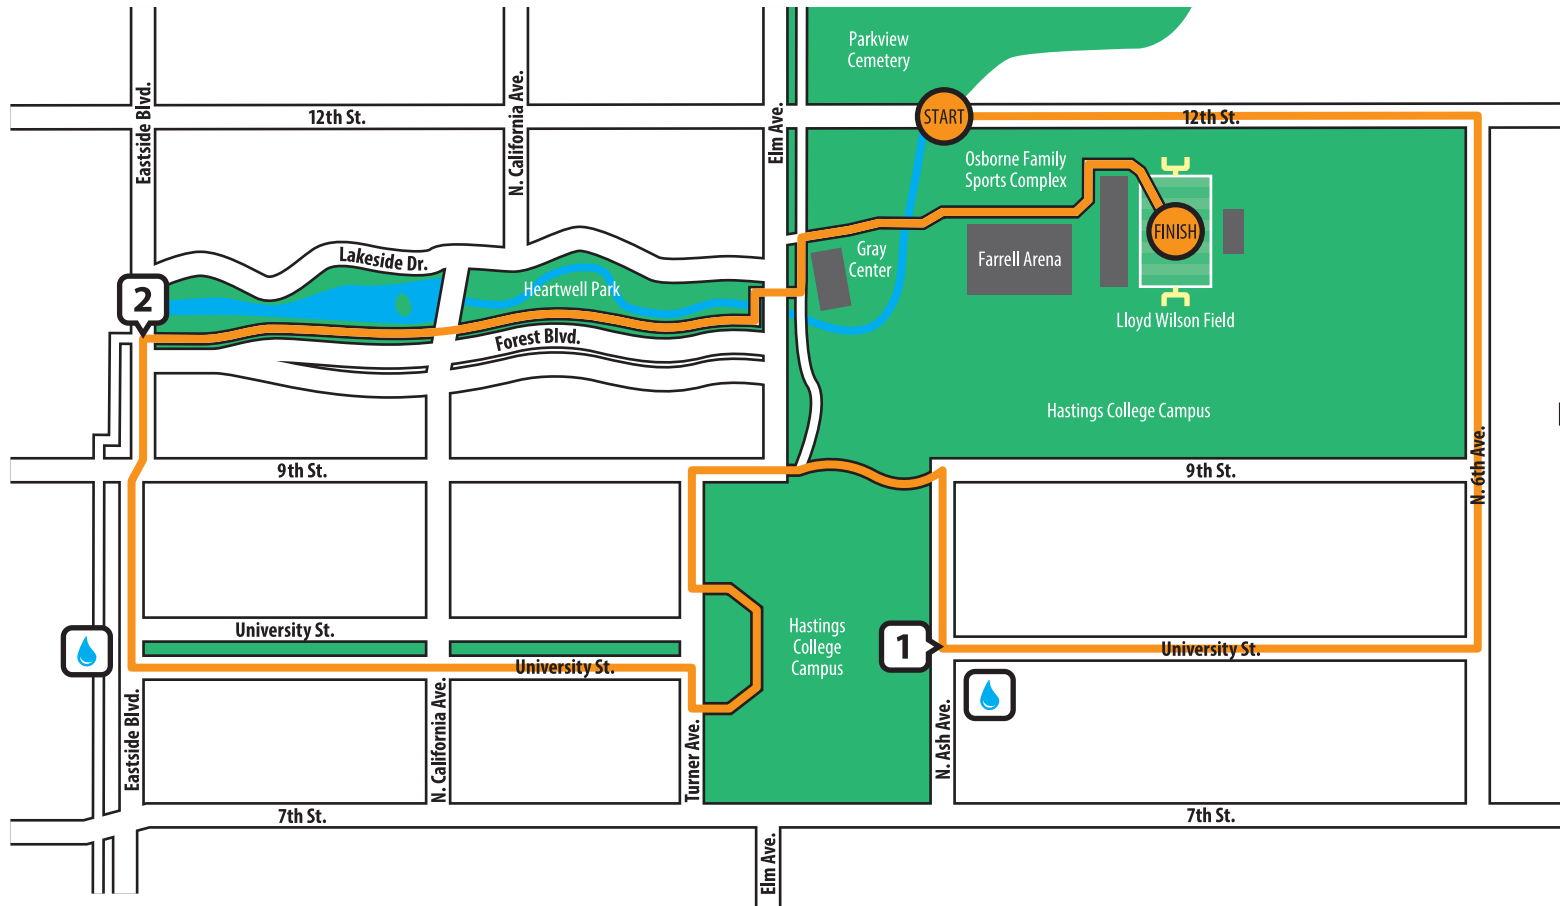 Parkview
Cemetery
Eastside Blvd.
N. California Ave.
Elm Ave.
12th St.
START
12th St.
Osborne Family
Sports Complex
Lakeside Dr.
Gray
Center
Farrell Arena
FINISH
2
Heartwell Park
Lloyd Wilson Field
Forest Blvd.
Hastings College Campus
9th St.
9th St.
N. 6th Ave.
University St.
Hastings
College
Campus
1
University St.
University St.
Eastside Blvd.
N. California Ave.
Turner Ave.
N. Ash Ave.
7th St.
7th St.
Elm Ave.